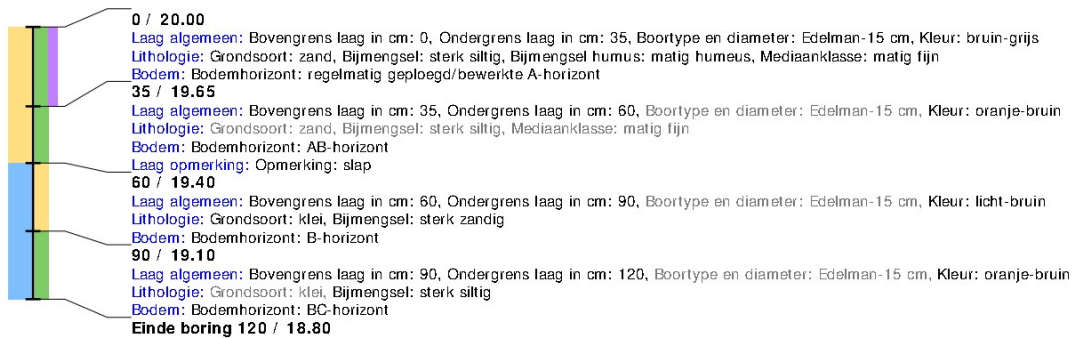 0 / 20.00
Laag algemeen: Bovengrens laag in cm: 0, Ondergrens laag in cm: 35, Boortype en diameter: Edelman-15 cm, Kleur: bruin-grijs
Lithologie: Grondsoort: zand, Bijmengsel: sterk siltig, Bijmengsel humus: matig humeus, Mediaanklasse: matig fijn
Bodem: Bodemhorizont: regelmatig geploegd/bewerkte A-horizont
35 / 19.65
Laag algemeen: Bovengrens laag in cm: 35, Ondergrens laag in cm: 60, Boortype en diameter: Edelman-15 cm, Kleur: oranje-bruin
Lithologie: Grondsoort: zand, Bijmengsel: sterk siltig, Mediaanklasse: matig fijn
Bodem: Bodemhorizont: AB-horizont
Laag opmerking: Opmerking: slap
60 / 19.40
Laag algemeen: Bovengrens laag in cm: 60, Ondergrens laag in cm: 90, Boortype en diameter: Edelman-15 cm, Kleur: licht-bruin
Lithologie: Grondsoort: klei, Bijmengsel: sterk zandig
Bodem: Bodemhorizont: B-horizont
90 / 19.10
Laag algemeen: Bovengrens laag in cm: 90, Ondergrens laag in cm: 120, Boortype en diameter: Edelman-15 cm, Kleur: oranje-bruin
Lithologie: Grondsoort: klei, Bijmengsel: sterk siltig
Bodem: Bodemhorizont: BC-horizont
Einde boring 120 / 18.80